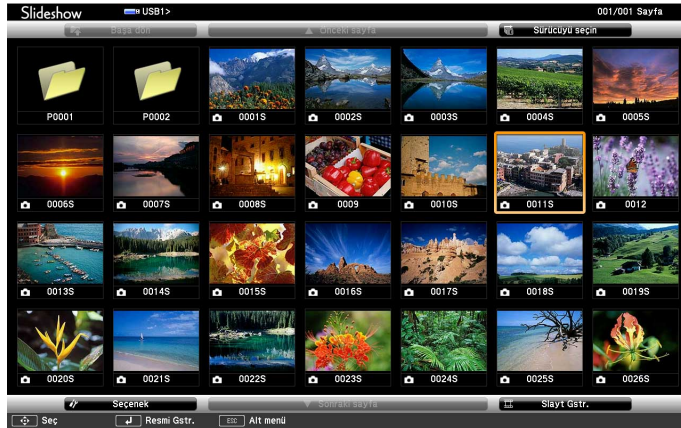 Slideshow USB1> 001/001 Sayfa
Başa dön Önceki sayfa Sürücüyü seçin
P0001 P0002 0001S 0002S 0003S 0004S 0005S
0006S 0007S 0008S 0009 0010S 0011S 0012
0013S 0014S 0015S 0016S 0017S 0018S 0019S
0020S 0021S 0022S 0023S 0024S 0025S 0026S
Seçenek Sonraki sayfa Slayt Gstr.
Seç Resmi Gstr. ESC Alt menü